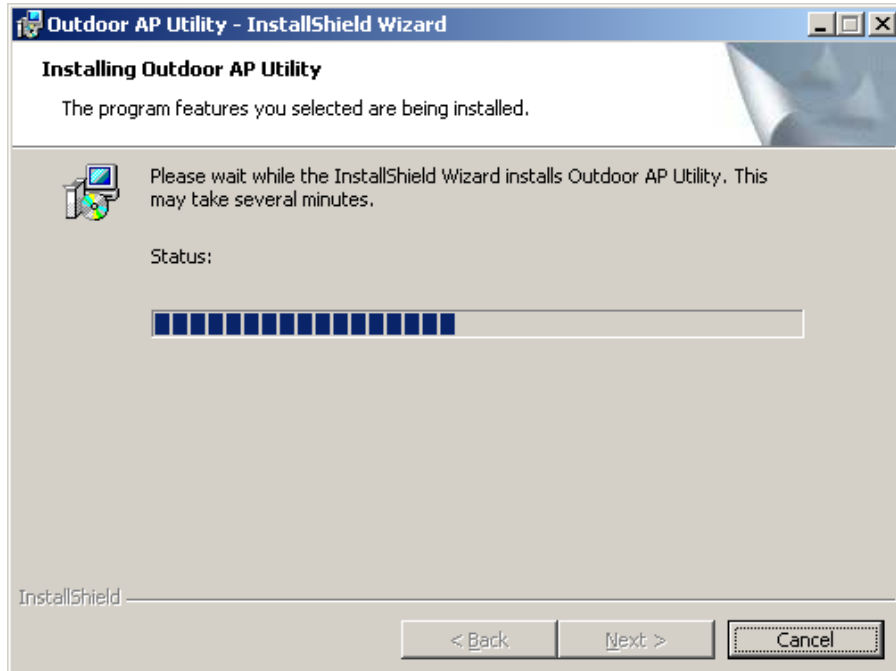 Outdoor AP Utility - InstallShield Wizard
Installing Outdoor AP Utility
The program features you selected are being installed.
Please wait while the InstallShield Wizard installs Outdoor AP Utility. This
may take several minutes.
Status:
InstallShield
< Back
Next >
Cancel